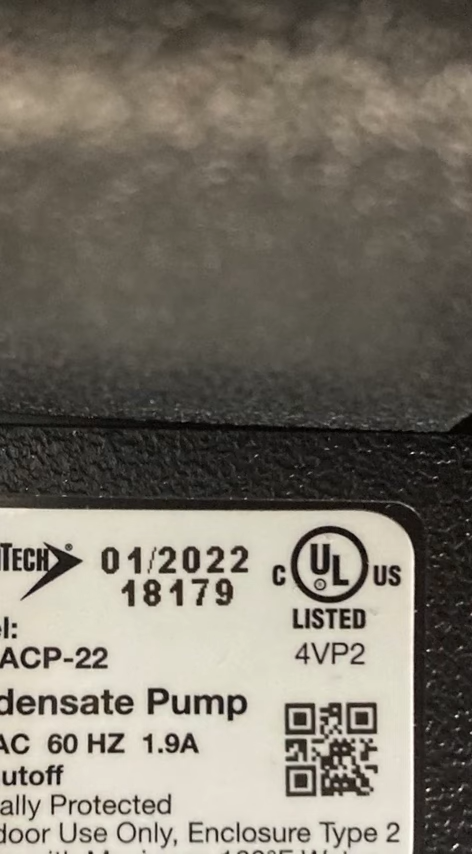 TECH® 01/2022
18179
C UL® US
LISTED
4VP2
el:
ACP-22
densate Pump
AC 60 HZ 1.9A
utoff
ally Protected
door Use Only, Enclosure Type 2